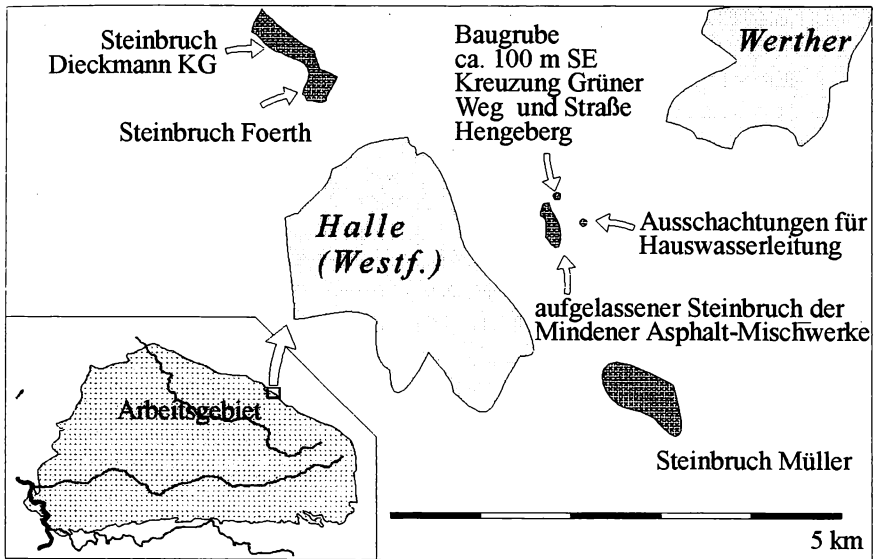 Steinbruch
Dieckmann KG
Steinbruch Foerth
Baugrube
ca. 100 m SE
Kreuzung Grüner
Weg und Straße
Hengeberg
Werther
Halle
(Westf.)
Ausschachtungen für
Hauswasserleitung
aufgelassener Steinbruch der
Mindener Asphalt-Mischwerke
Arbeitsgebiet
Steinbruch Müller
5 km